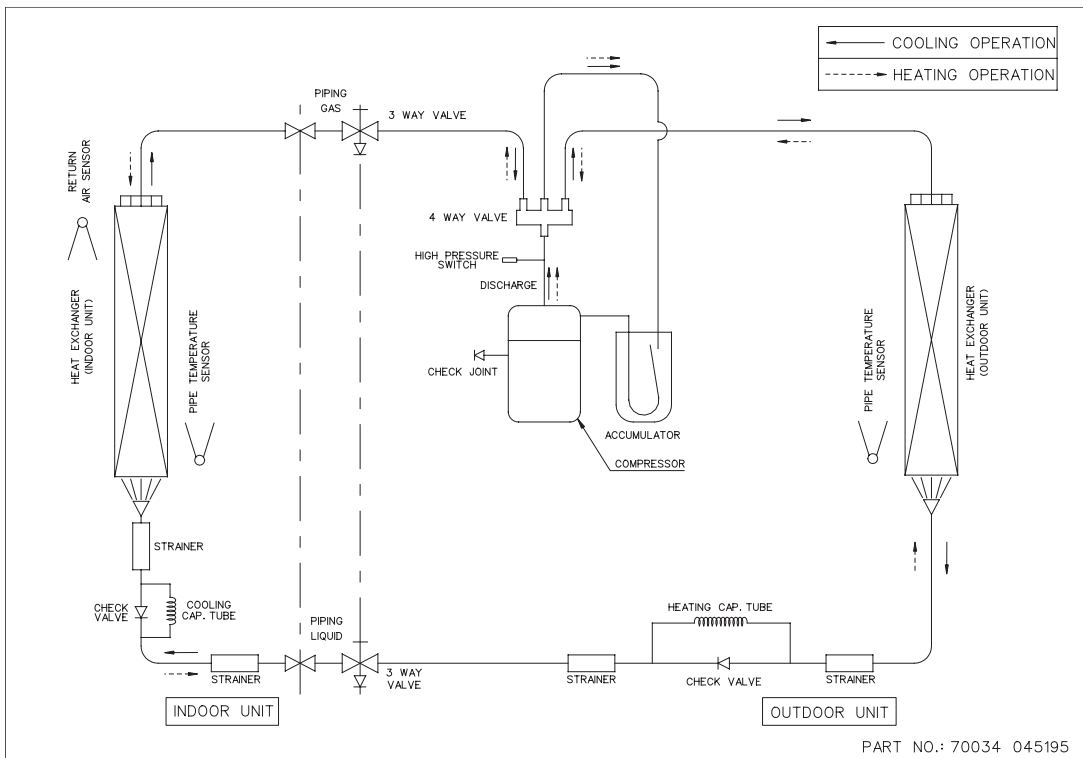 COOLING OPERATION
HEATING OPERATION
PIPING
GAS
3 WAY VALVE
RETURN
AIR SENSOR
4 WAY VALVE
HIGH PRESSURE
SWITCH
DISCHARGE
HEAT EXCHANGER
(INDOOR UNIT)
PIPE TEMPERATURE
SENSOR
CHECK JOINT
ACCUMULATOR
COMPRESSOR
PIPE TEMPERATURE
SENSOR
HEAT EXCHANGER
(OUTDOOR UNIT)
STRAINER
CHECK
VALVE
COOLING
CAP. TUBE
PIPING
LIQUID
HEATING CAP. TUBE
STRAINER
3 WAY
VALVE
STRAINER
CHECK VALVE
STRAINER
INDOOR UNIT
OUTDOOR UNIT
PART NO.: 70034 045195